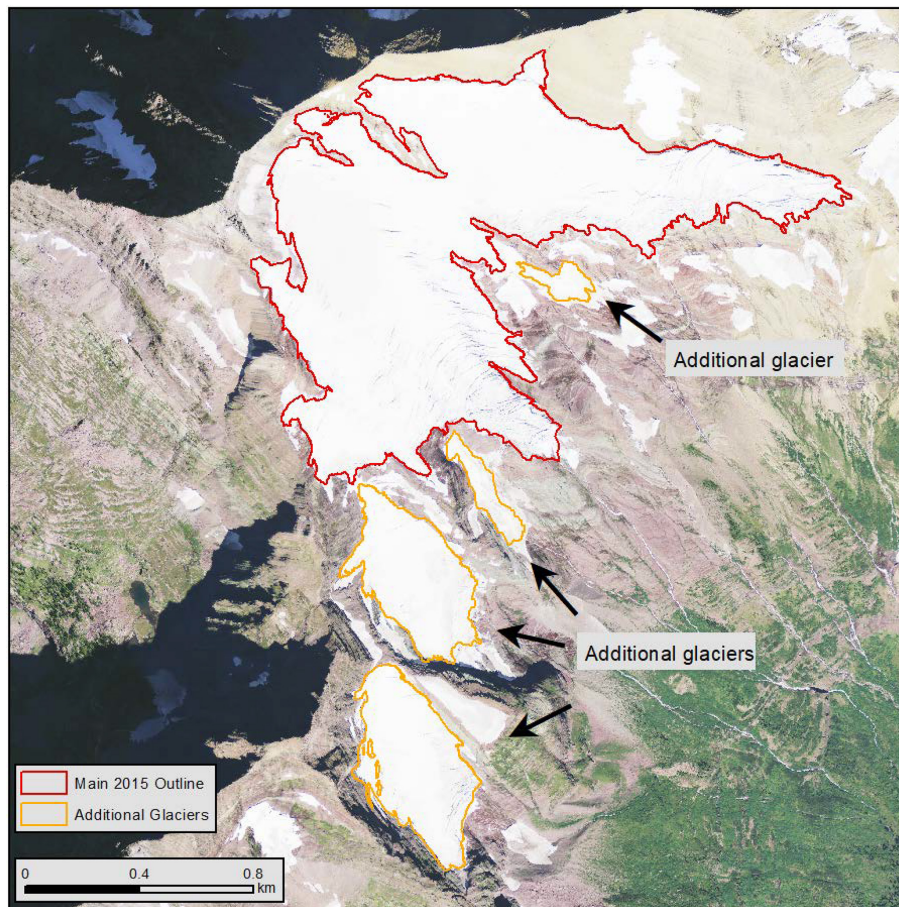 Additional glacier
Additional glaciers
Main 2015 Outline
Additional Glaciers
0 0.4 0.8
km